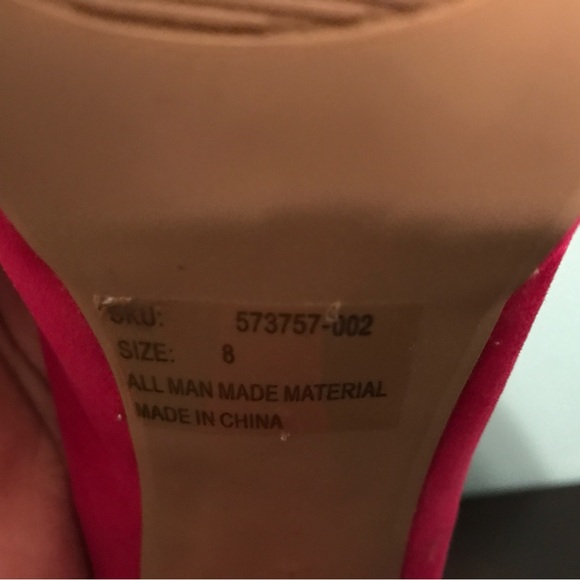 SKU: 573757-002
SIZE: 8
ALL MAN MADE MATERIAL
MADE IN CHINA